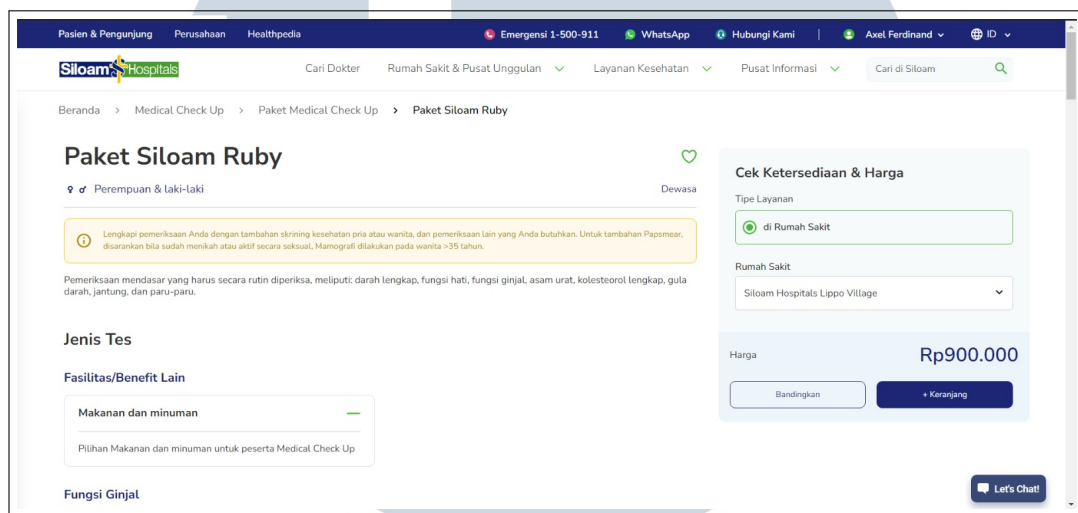 Pasien & Pengunjung Perusahaan Healthpedia Emergensi 1-500-911 WhatsApp Hubungi Kami | Axel Ferdinand ID
Siloam Hospitals Cari Dokter Rumah Sakit & Pusat Unggulan Layanan Kesehatan Pusat Informasi Cari di Siloam
Beranda > Medical Check Up > Paket Medical Check Up > Paket Siloam Ruby
Paket Siloam Ruby
Perempuan & laki-laki Dewasa
Lengkapi pemeriksaan Anda dengan tambahan skrining kesehatan pria atau wanita, dan pemeriksaan lain yang Anda butuhkan. Untuk tambahan Papsmear,
disarankan bila sudah menikah atau aktif secara seksual, Mamografi dilakukan pada wanita >35 tahun.
Pemeriksaan mendasar yang harus secara rutin diperiksa, meliputi: darah lengkap, fungsi hati, fungsi ginjal, asam urat, kolesteorol lengkap, gula
darah, jantung, dan paru-paru.
Jenis Tes
Fasilitas/Benefit Lain
Makanan dan minuman
Pilihan Makanan dan minuman untuk peserta Medical Check Up
Fungsi Ginjal
Cek Ketersediaan & Harga
Tipe Layanan
di Rumah Sakit
Rumah Sakit
Siloam Hospitals Lippo Village
Harga Rp900.000
Bandingkan + Keranjang
Let's Chat!